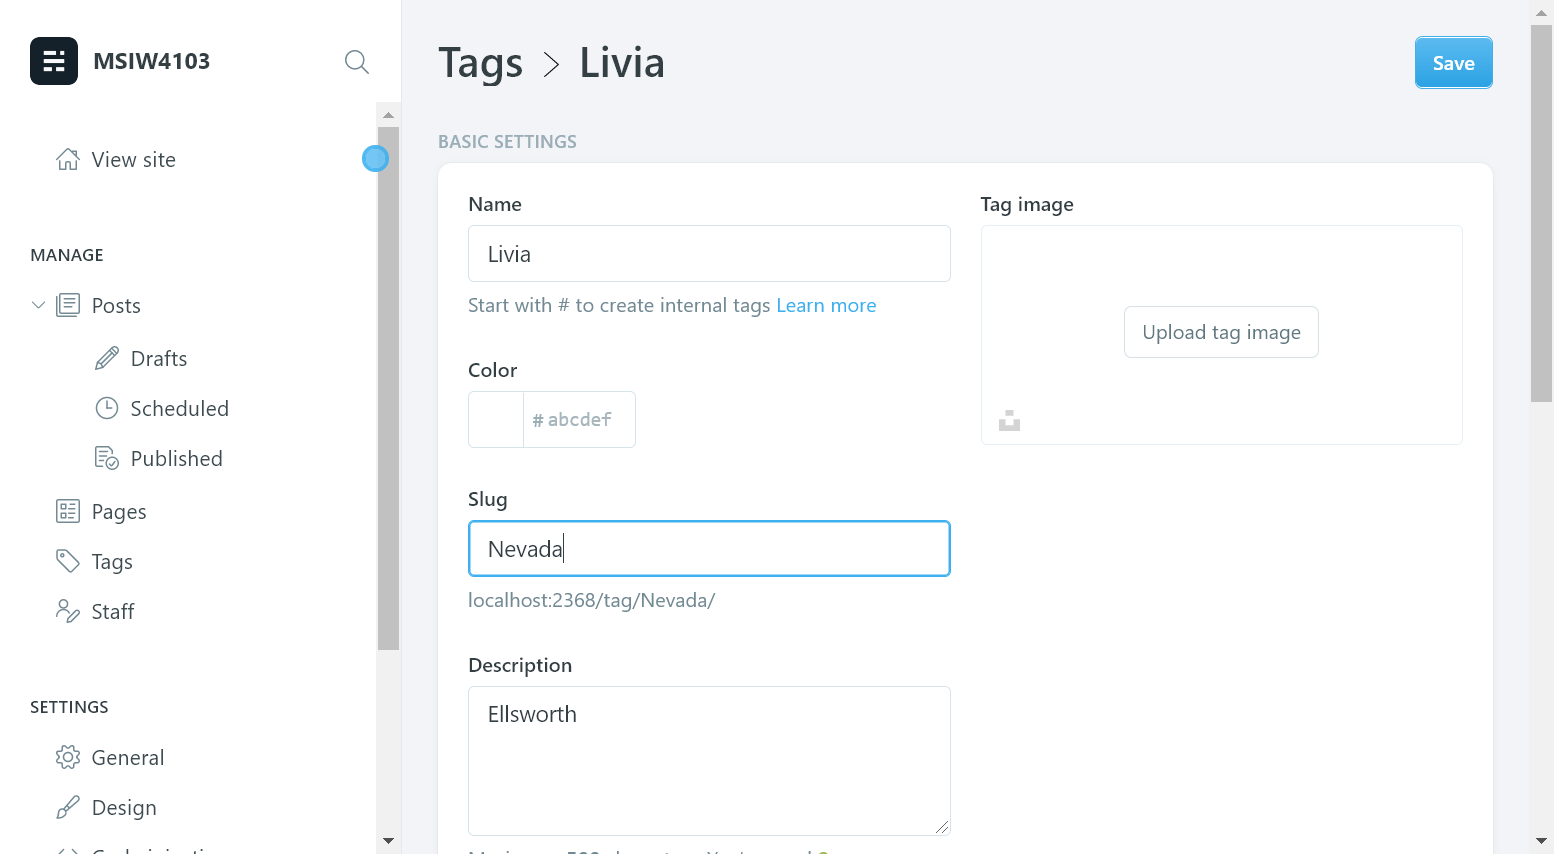 MSIW4103
View site
MANAGE
Posts
Drafts
Scheduled
Published
Pages
Tags
Staff
SETTINGS
General
Design
Tags > Livia
Save
BASIC SETTINGS
Name
Livia
Start with # to create internal tags Learn more
Color
# abcdef
Slug
Nevada
localhost:2368/tag/Nevada/
Description
Ellsworth
Tag image
Upload tag image